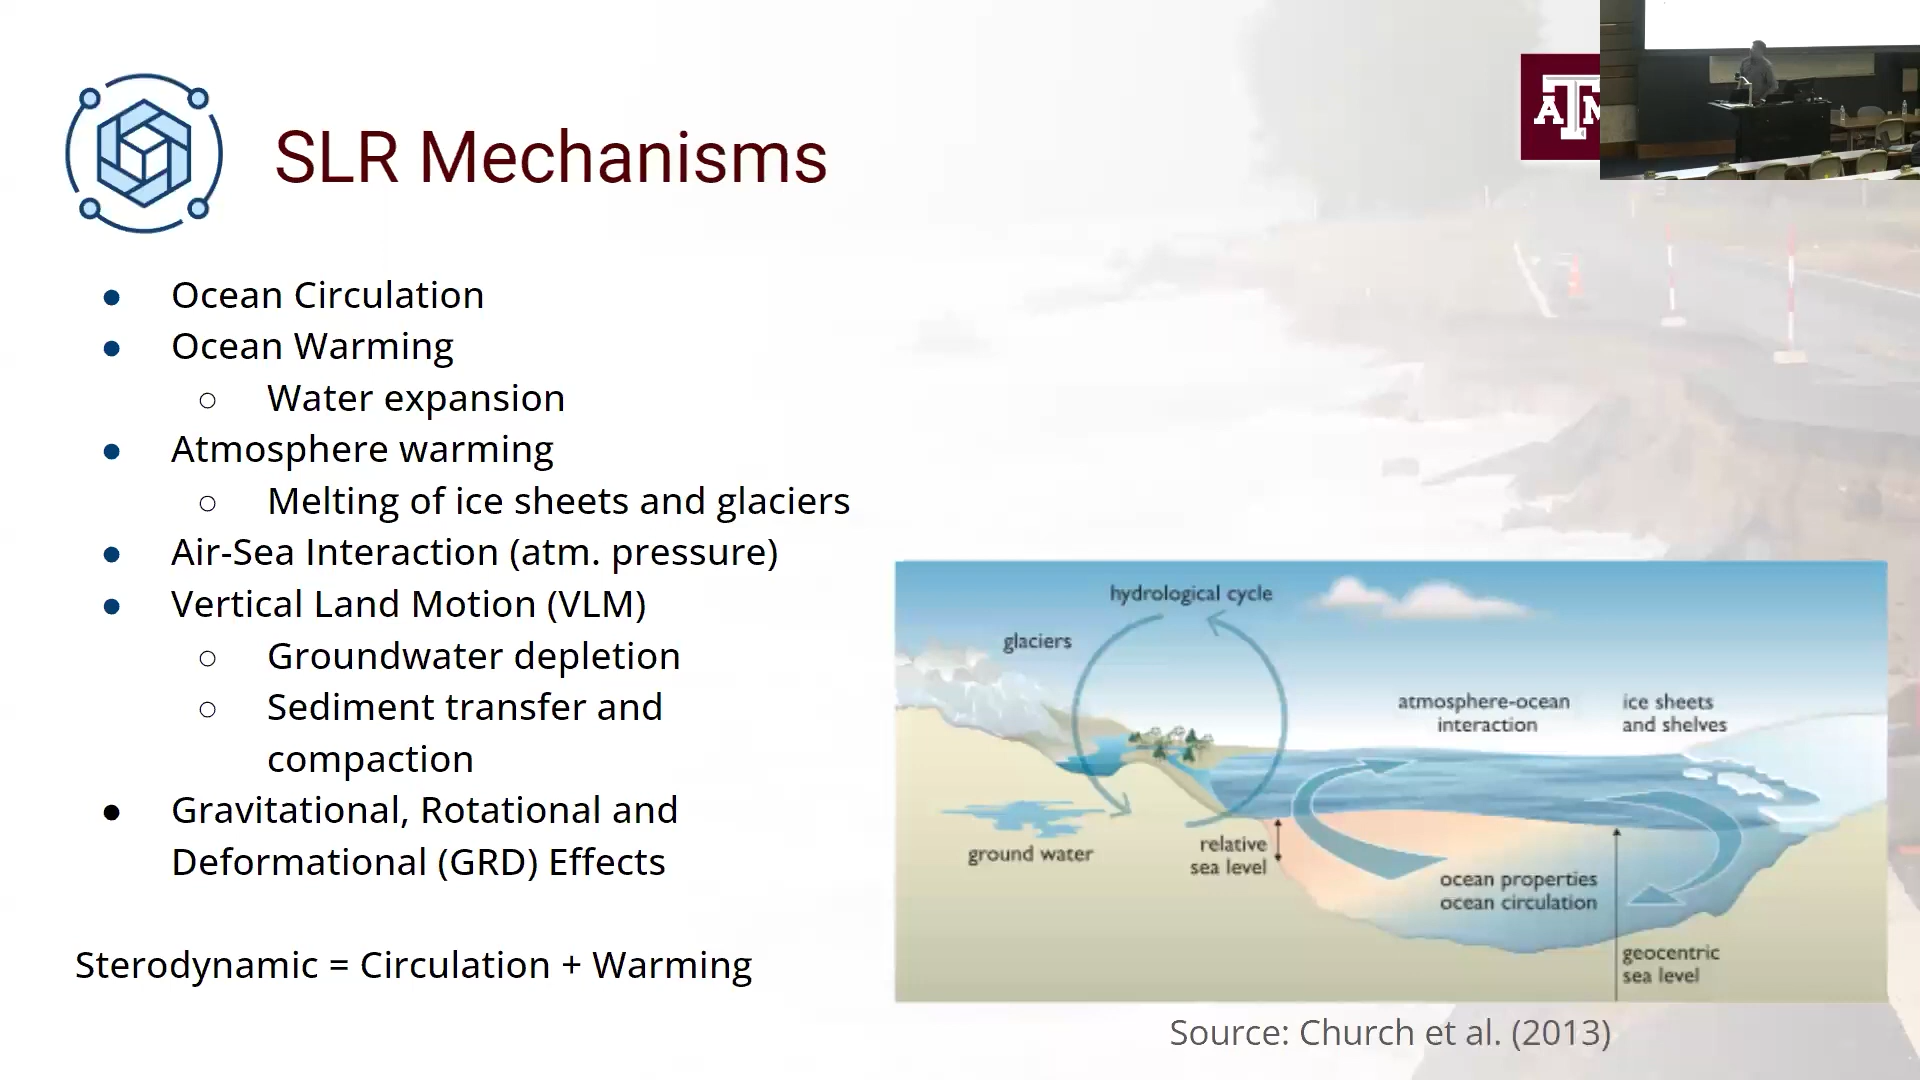 SLR Mechanisms
Ocean Circulation
Ocean Warming
Water expansion
Atmosphere warming
Melting of ice sheets and glaciers
Air-Sea Interaction (atm. pressure)
Vertical Land Motion (VLM)
Groundwater depletion
Sediment transfer and
compaction
Gravitational, Rotational and
Deformational (GRD) Effects
Sterodynamic = Circulation + Warming
ATM
hydrological cycle
glaciers
atmosphere-ocean
interaction
ice sheets
and shelves
ground water
relative
sea level
ocean properties
ocean circulation
geocentric
sea level
Source: Church et al. (2013)